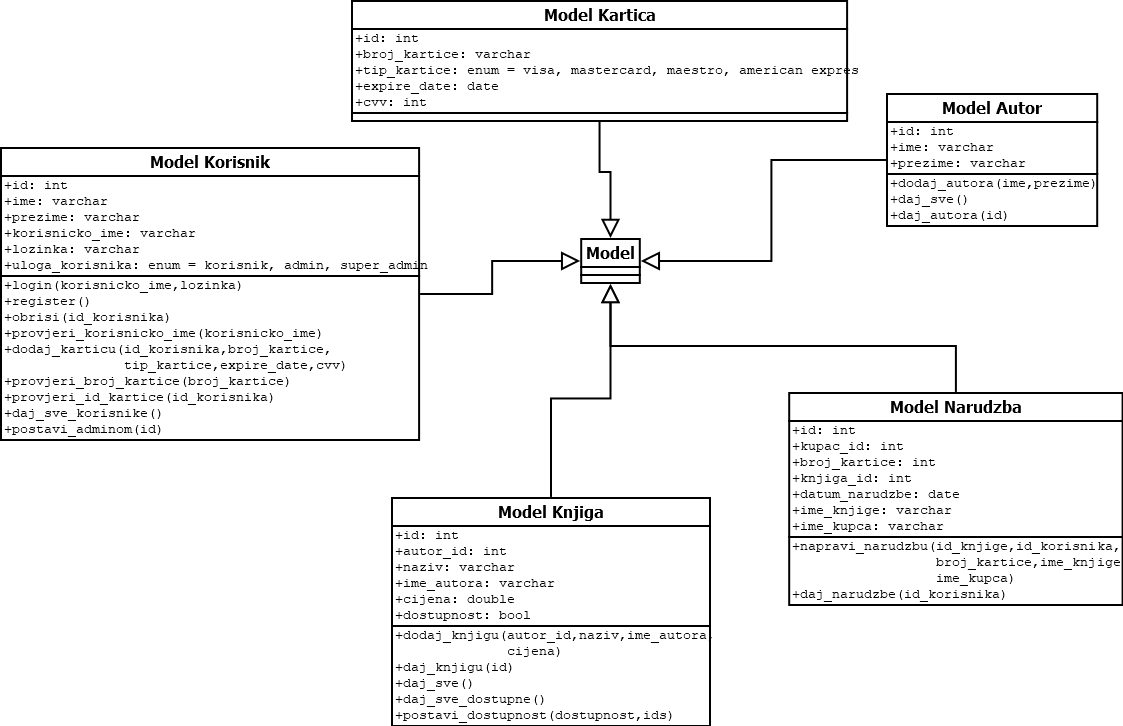 Model Kartica
+id: int
+broj_kartice: varchar
+tip_kartice: enum = visa, mastercard, maestro, american expres
+expire_date: date
+cvv: int
Model Autor
+id: int
+ime: varchar
+prezime: varchar
+dodaj_autora(ime,prezime)
+daj_sve()
+daj_autora(id)
Model Korisnik
+id: int
+ime: varchar
+prezime: varchar
+korisnicko_ime: varchar
+lozinka: varchar
+uloga_korisnika: enum = korisnik, admin, super_admin
+login(korisnicko_ime,lozinka)
+register()
+obrisi(id_korisnika)
+provjeri_korisnicko_ime(korisnicko_ime)
+dodaj_karticu(id_korisnika,broj_kartice,
tip_kartice,expire_date,cvv)
+provjeri_broj_kartice(broj_kartice)
+provjeri_id_kartice(id_korisnika)
+daj_sve_korisnike()
+postavi_adminom(id)
Model
Model Narudzba
+id: int
+kupac_id: int
+broj_kartice: int
+knjiga_id: int
+datum_narudzbe: date
+ime_knjige: varchar
+ime_kupca: varchar
+napravi_narudzbu(id_knjige,id_korisnika,
broj_kartice,ime_knjige
ime_kupca)
+daj_narudzbe(id_korisnika)
Model Knjiga
+id: int
+autor_id: int
+naziv: varchar
+ime_autora: varchar
+cijena: double
+dostupnost: bool
+dodaj_knjigu(autor_id,naziv,ime_autora,
cijena)
+daj_knjigu(id)
+daj_sve()
+daj_sve_dostupne()
+postavi_dostupnost(dostupnost,ids)